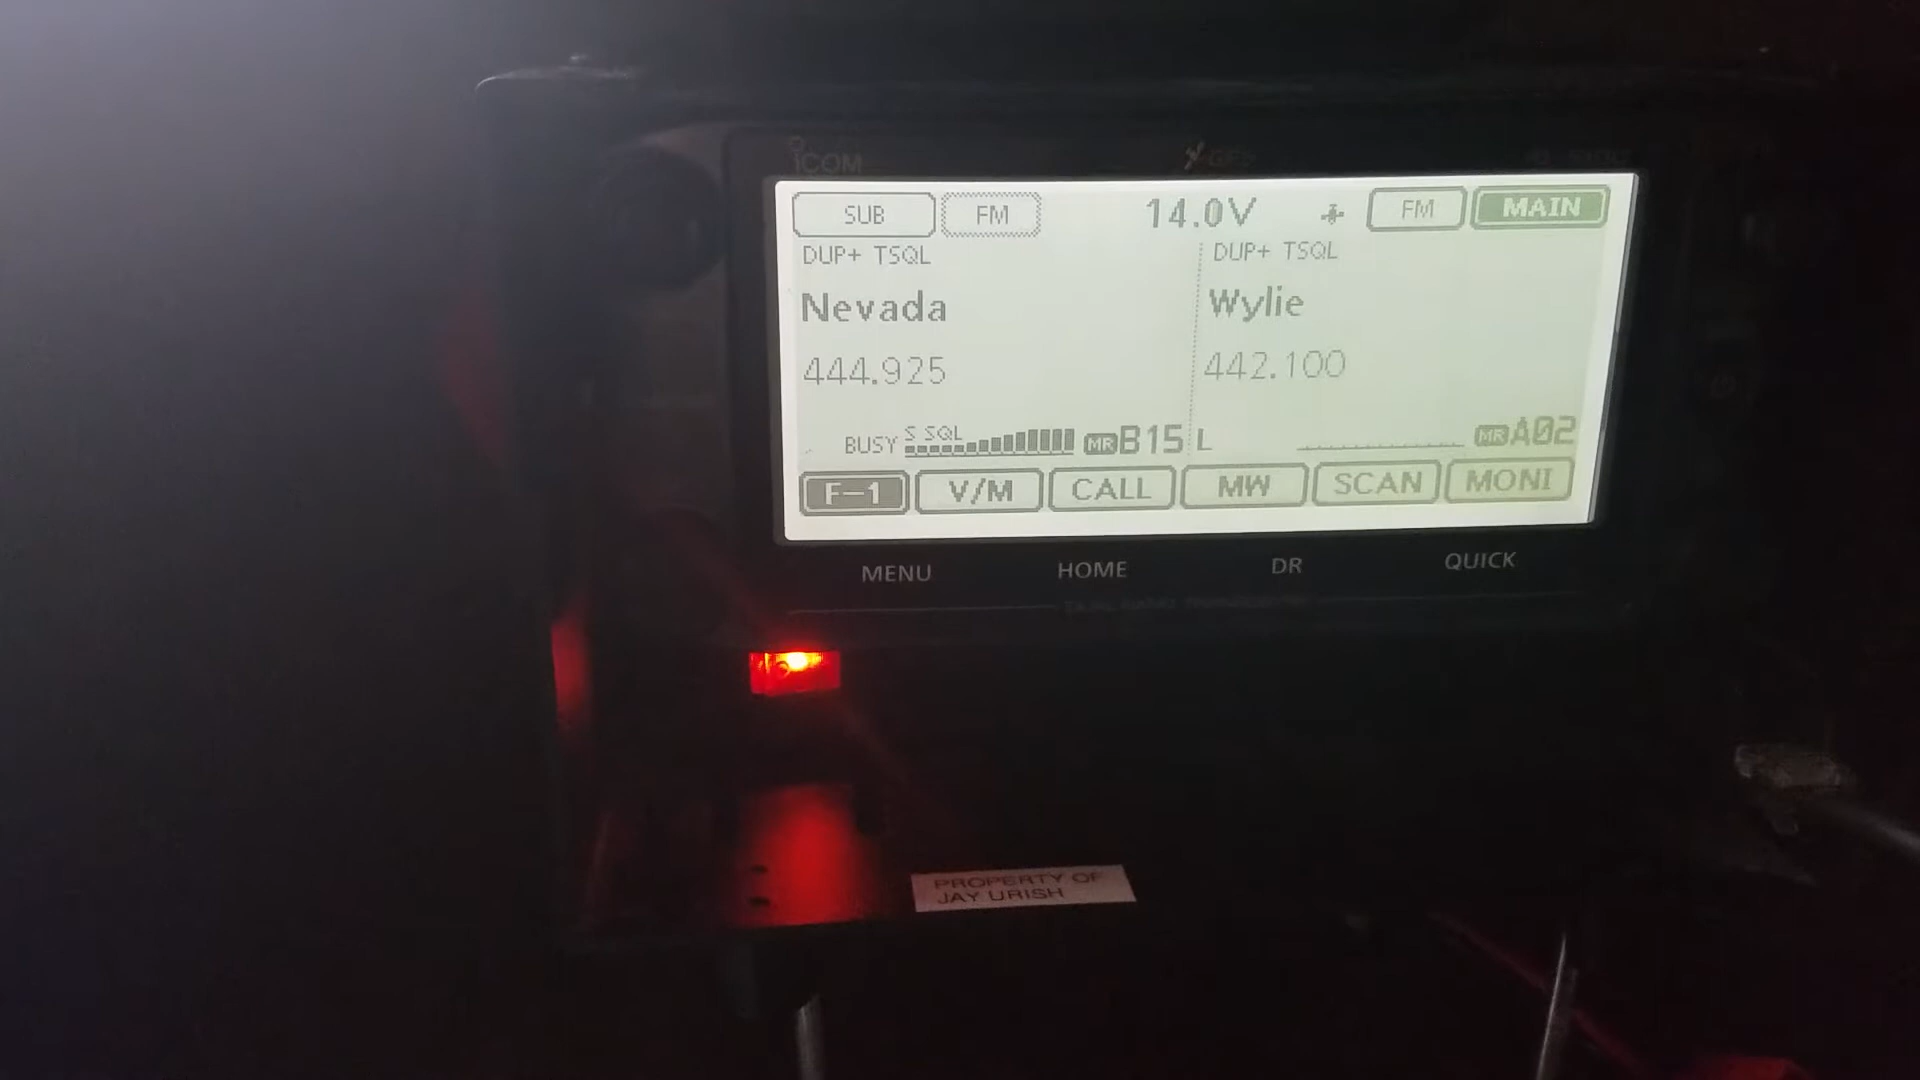 ICOM
GPS
SUB FM 14.0V FM MAIN
DUP+ TSQL DUP+ TSQL
Nevada Wylie
444.925 442.100
BUSY S SQL MR B15 L MR A02
F-1 V/M CALL MW SCAN MONI
MENU HOME DR QUICK
PROPERTY OF
JAY URISH